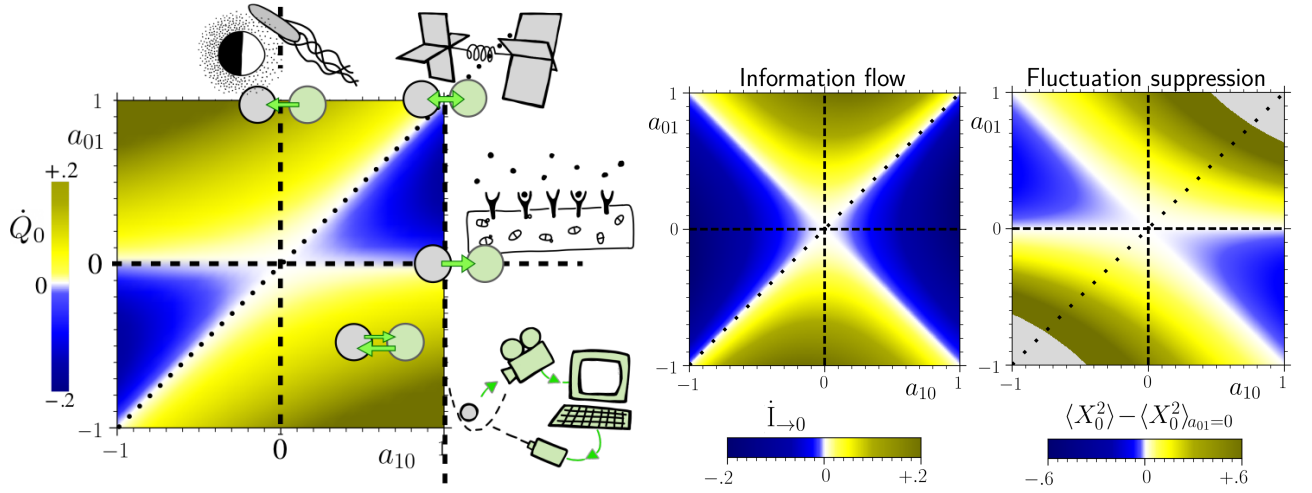 Information flow
Fluctuation suppression
1
a₀₁
+.2
Q̇₀
0
-.2
0
-1
-1
0
a₁₀
1
1
a₀₁
0
-1
-1
0
a₁₀
1
İ→₀
-.2
0
+.2
1
a₀₁
0
-1
-1
0
a₁₀
1
⟨X₀²⟩−⟨X₀²⟩a₀₁=0
-.6
0
+.6